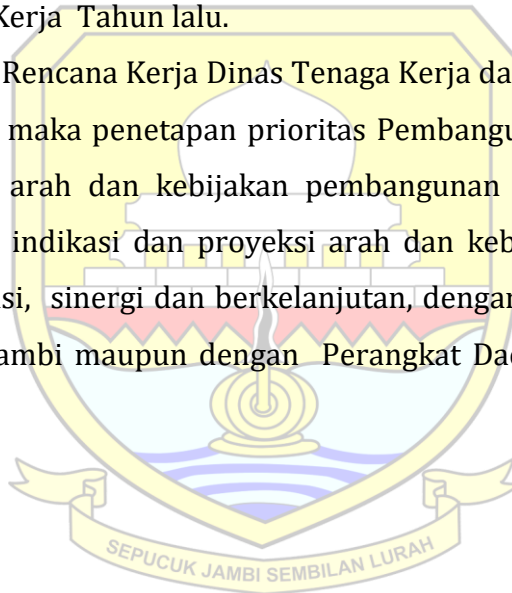 Kerja Tahun lalu.
Rencana Kerja Dinas Tenaga Kerja da
maka penetapan prioritas Pembangu
arah dan kebijakan pembangunan
indikasi dan proyeksi arah dan keb
si, sinergi dan berkelanjutan, dengan
ambi maupun dengan Perangkat Dae
SEPUCUK JAMBI SEMBILAN LURAH